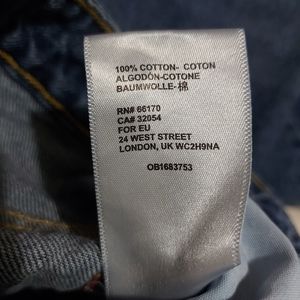 100% COTTON- COTON
ALGODÓN-COTONE
BAUMWOLLE-棉
RN# 66170
CA# 32054
FOR EU
24 WEST STREET
LONDON, UK WC2H9NA
OB1683753